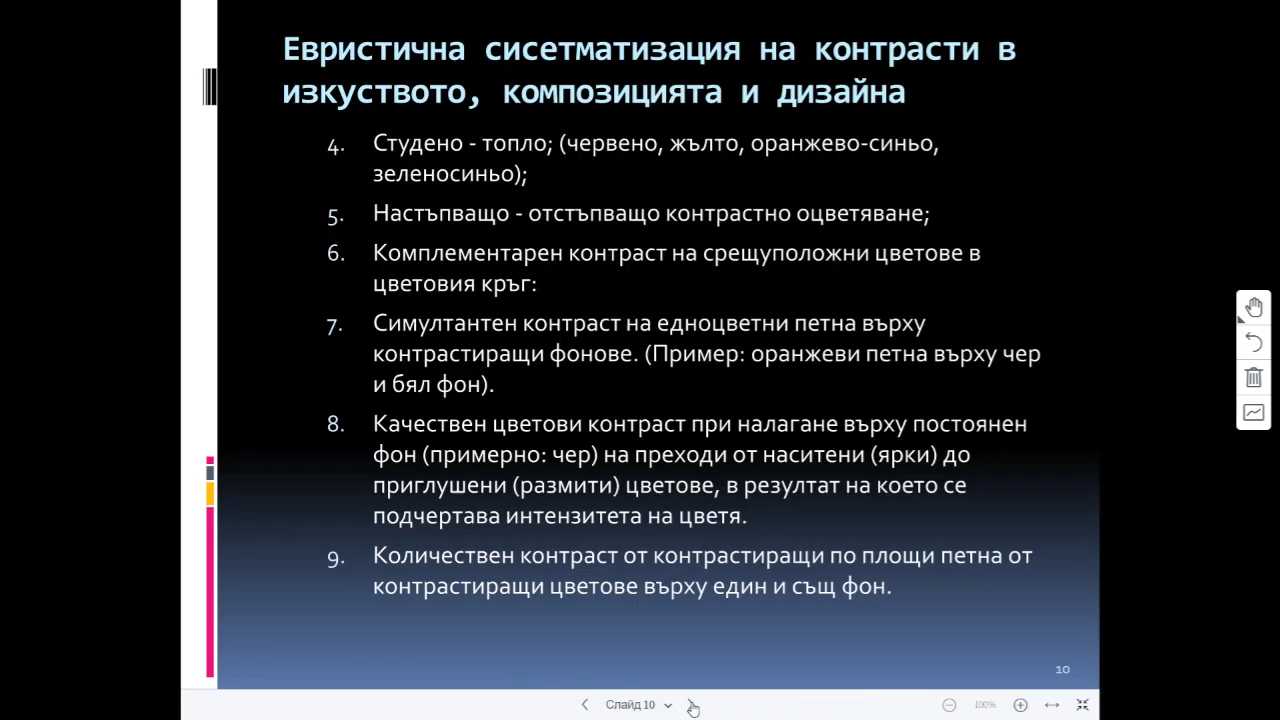 Евристична сисетматизация на контрасти в
изкуството, композицията и дизайна
4. Студено - топло; (червено, жълто, оранжево-синьо,
зеленосиньо);
5. Настъпващо - отстъпващо контрастно оцветяване;
6. Комплементарен контраст на срещуположни цветове в
цветовия кръг:
7. Симултантен контраст на едноцветни петна върху
контрастиращи фонове. (Пример: оранжеви петна върху чер
и бял фон).
8. Качествен цветови контраст при налагане върху постоянен
фон (примерно: чер) на преходи от наситени (ярки) до
приглушени (размити) цветове, в резултат на което се
подчертава интензитета на цветя.
9. Количествен контраст от контрастиращи по площи петна от
контрастиращи цветове върху един и същ фон.
10
Слайд 10
100%